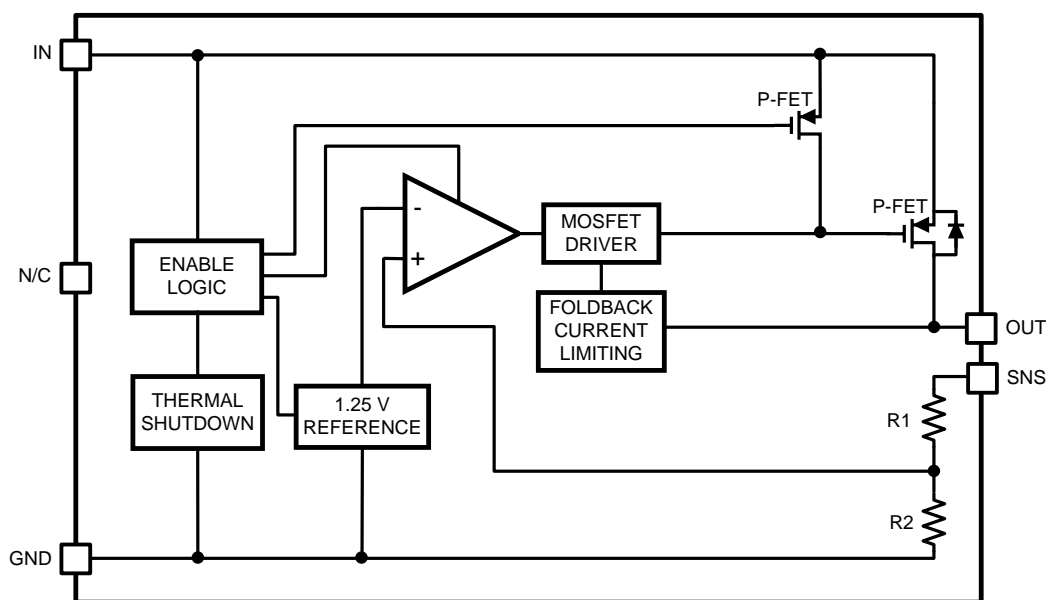 IN
P-FET
P-FET
-
+
MOSFET
DRIVER
N/C
ENABLE
LOGIC
FOLDBACK
CURRENT
LIMITING
OUT
SNS
THERMAL
SHUTDOWN
1.25 V
REFERENCE
R1
R2
GND